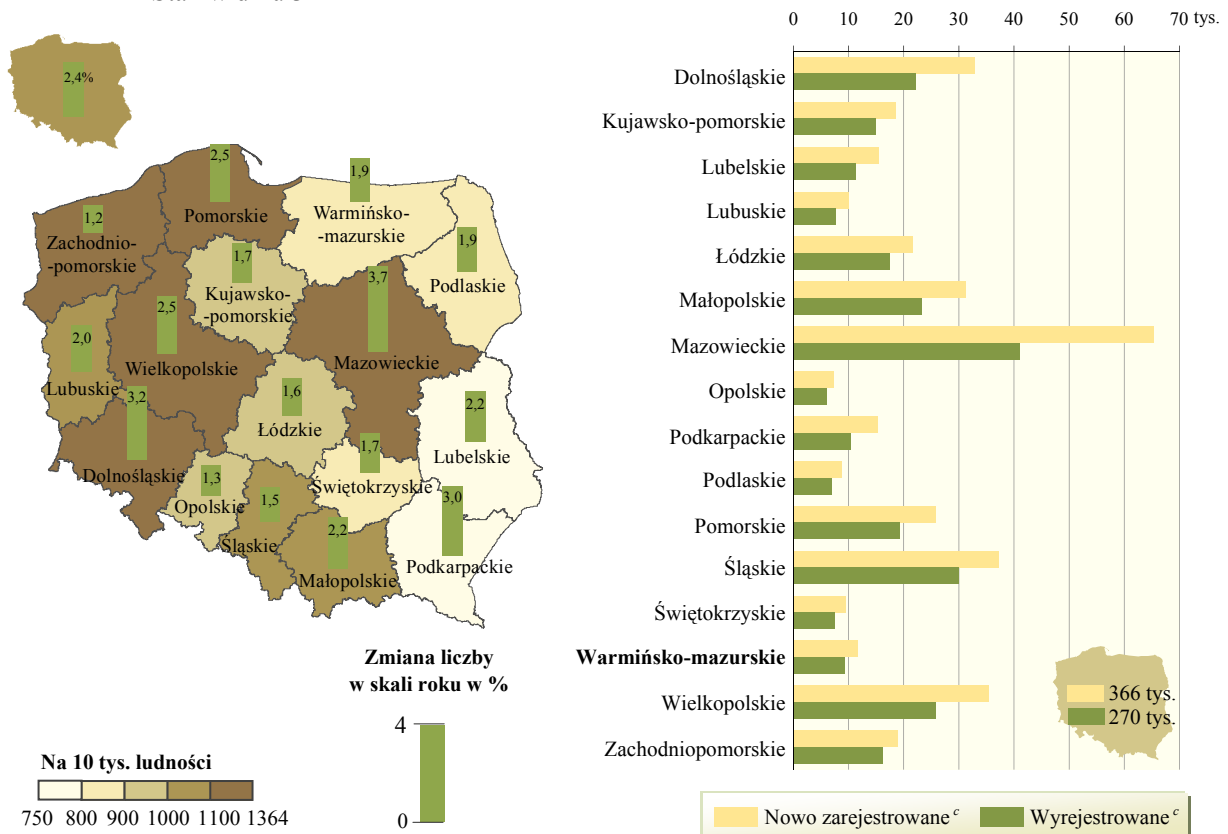 2,4%
2,5
Pomorskie
1,9
Warmińsko-
-mazurskie
1,2
Zachodnio-
-pomorskie
1,9
Podlaskie
1,7
Kujawsko-
-pomorskie
3,7
Mazowieckie
2,5
Wielkopolskie
2,0
Lubuskie
3,2
Dolnośląskie
1,6
Łódzkie
2,2
Lubelskie
1,3
Opolskie
1,5
Śląskie
1,7
Świętokrzyskie
2,2
Małopolskie
3,0
Podkarpackie
Zmiana liczby
w skali roku w %
4
0
Na 10 tys. ludności
750 800 900 1000 1100 1364
0 10 20 30 40 50 60 70 tys.
Dolnośląskie
Kujawsko-pomorskie
Lubelskie
Lubuskie
Łódzkie
Małopolskie
Mazowieckie
Opolskie
Podkarpackie
Podlaskie
Pomorskie
Śląskie
Świętokrzyskie
Warmińsko-mazurskie
Wielkopolskie
Zachodniopomorskie
366 tys.
270 tys.
Nowo zarejestrowane c Wyrejestrowane c